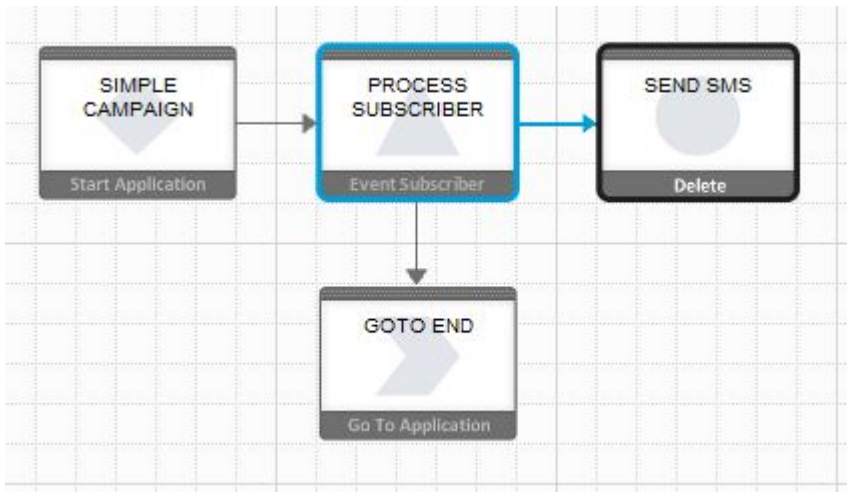 SIMPLE
CAMPAIGN
Start Application
PROCESS
SUBSCRIBER
Event Subscriber
SEND SMS
Delete
GOTO END
Go To Application